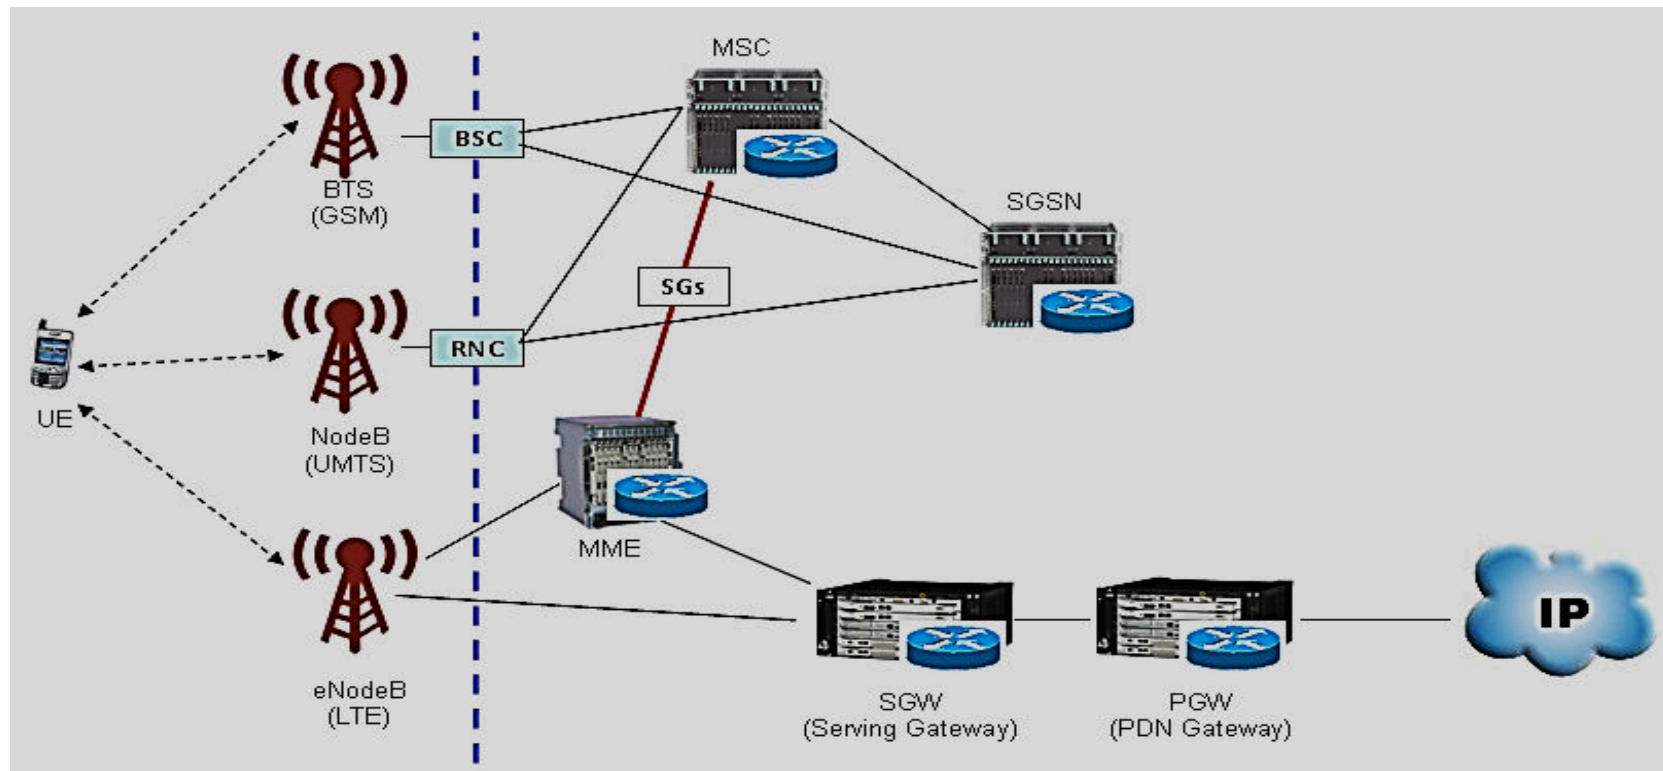 MSC
BSC
BTS
(GSM)
SGSN
SGs
RNC
UE
NodeB
(UMTS)
MME
IP
eNodeB
(LTE)
SGW
(Serving Gateway)
PGW
(PDN Gateway)